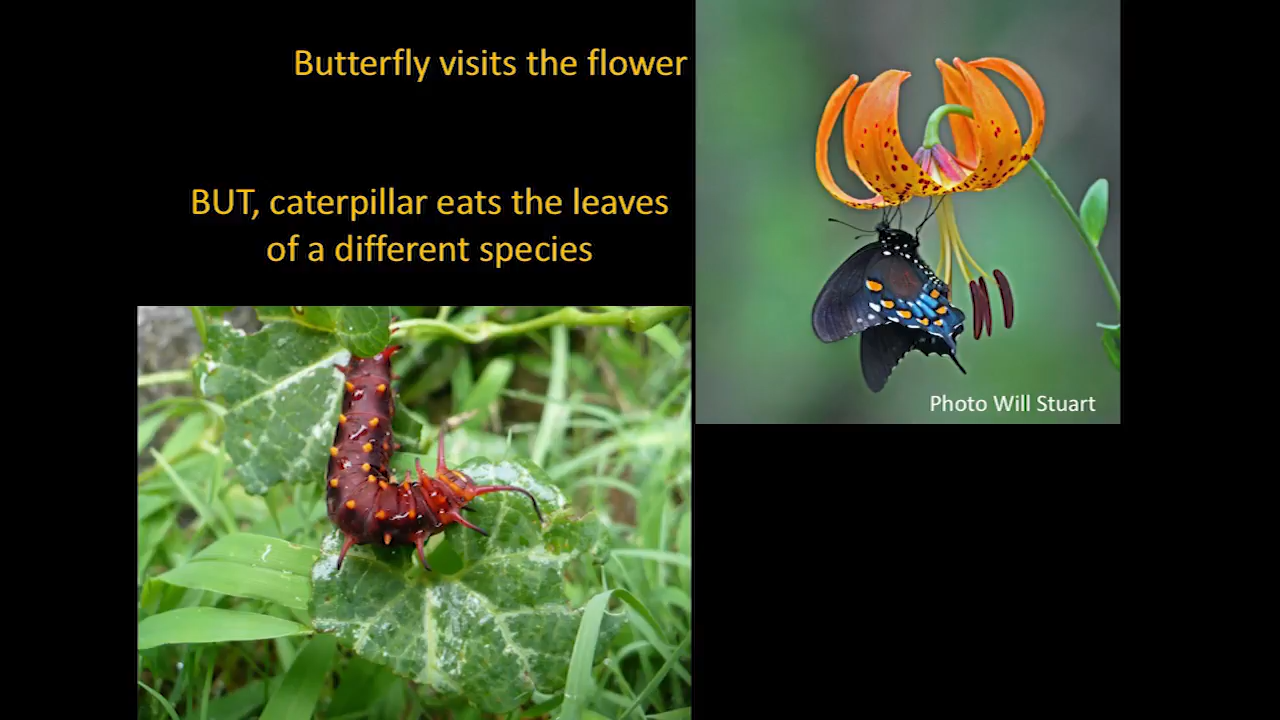 Butterfly visits the flower
BUT, caterpillar eats the leaves
of a different species
Photo Will Stuart